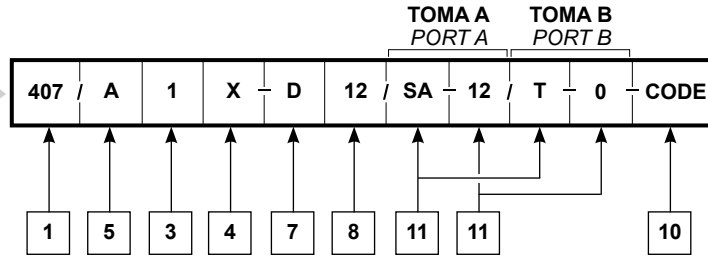 TOMA A TOMA B
PORT A PORT B
407 / A 1 X - D 12 / SA - 12 / T - 0 - CODE
1 5 3 4 7 8 11 11 10